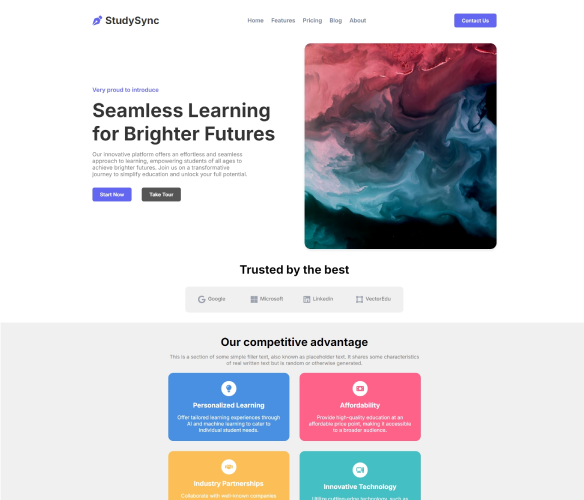 StudySync
Home Features Pricing Blog About
Contact Us
Very proud to introduce
Seamless Learning
for Brighter Futures
Our innovative platform offers an effortless and seamless
approach to learning, empowering students of all ages to
achieve brighter futures. Join us on a transformative
journey to simplify education and unlock your full potential.
Start Now Take Tour
Trusted by the best
Google Microsoft LinkedIn VectorEdu
Our competitive advantage
This is a section of some simple filler text, also known as placeholder text. It shares some characteristics
of real written text but is random or otherwise generated.
Personalized Learning
Offer tailored learning experiences through
AI and machine learning to cater to
individual student needs.
Affordability
Provide high-quality education at an
affordable price point, making it accessible
to a broader audience.
Industry Partnerships
Collaborate with well-known companies
Innovative Technology
Utilize cutting-edge technology, such as